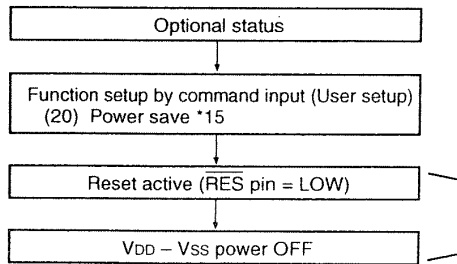 Optional status
Function setup by command input (User setup)
(20) Power save *15
Reset active (R̅E̅S̅ pin = LOW)
VDD – VSS power OFF